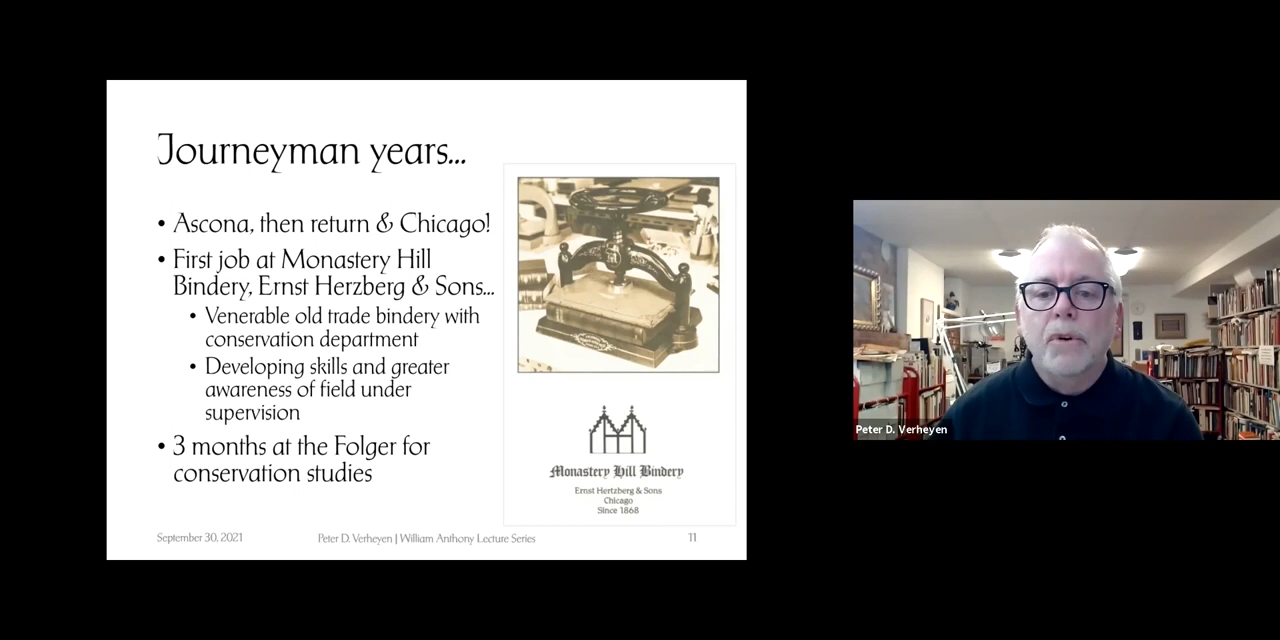 Journeyman years...
• Ascona, then return & Chicago!
• First job at Monastery Hill
Bindery, Ernst Herzberg & Sons...
• Venerable old trade bindery with
conservation department
• Developing skills and greater
awareness of field under
supervision
• 3 months at the Folger for
conservation studies
Monastery Hill Bindery
Ernst Hertzberg & Sons
Chicago
Since 1868
September 30, 2021
Peter D. Verheyen | William Anthony Lecture Series
11
Peter D. Verheyen